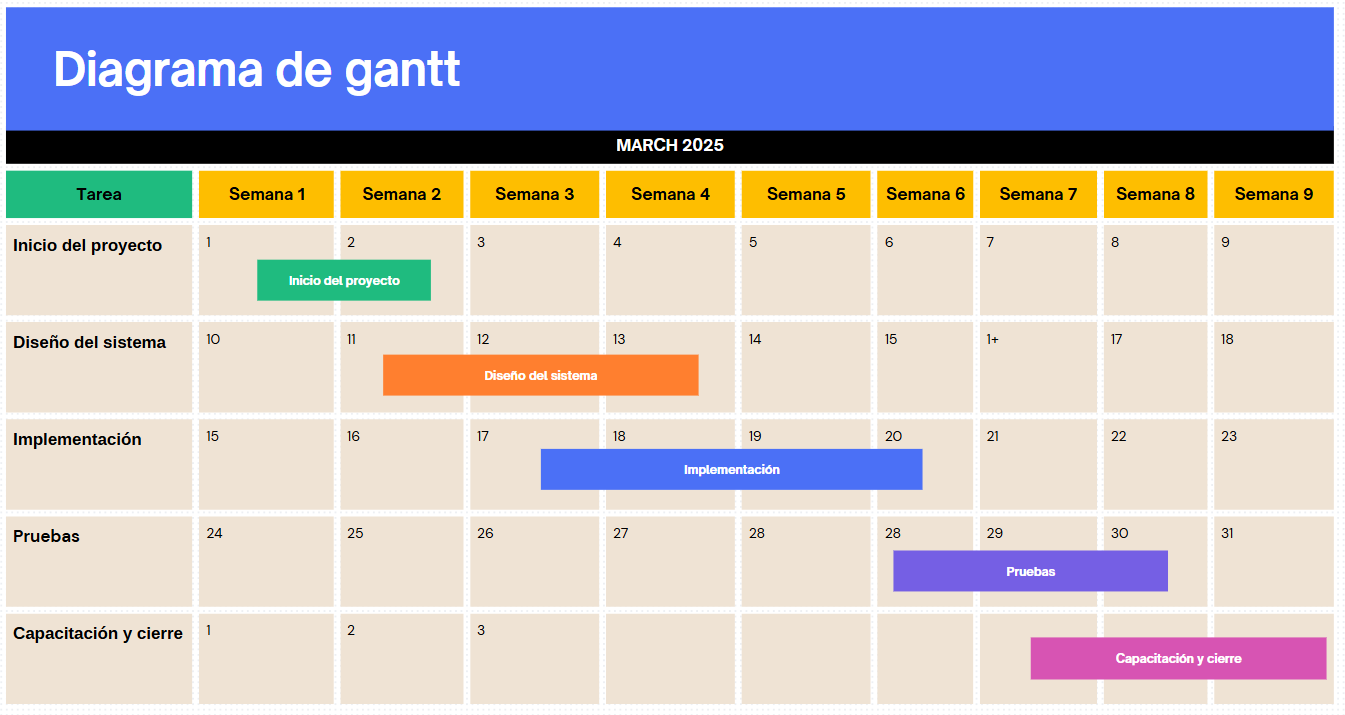 Diagrama de gantt
MARCH 2025
Tarea Semana 1 Semana 2 Semana 3 Semana 4 Semana 5 Semana 6 Semana 7 Semana 8 Semana 9
Inicio del proyecto 1 2 3 4 5 6 7 8 9
Inicio del proyecto
Diseño del sistema 10 11 12 13 14 15 1+ 17 18
Diseño del sistema
Implementación 15 16 17 18 19 20 21 22 23
Implementación
Pruebas 24 25 26 27 28 28 29 30 31
Pruebas
Capacitación y cierre 1 2 3
Capacitación y cierre